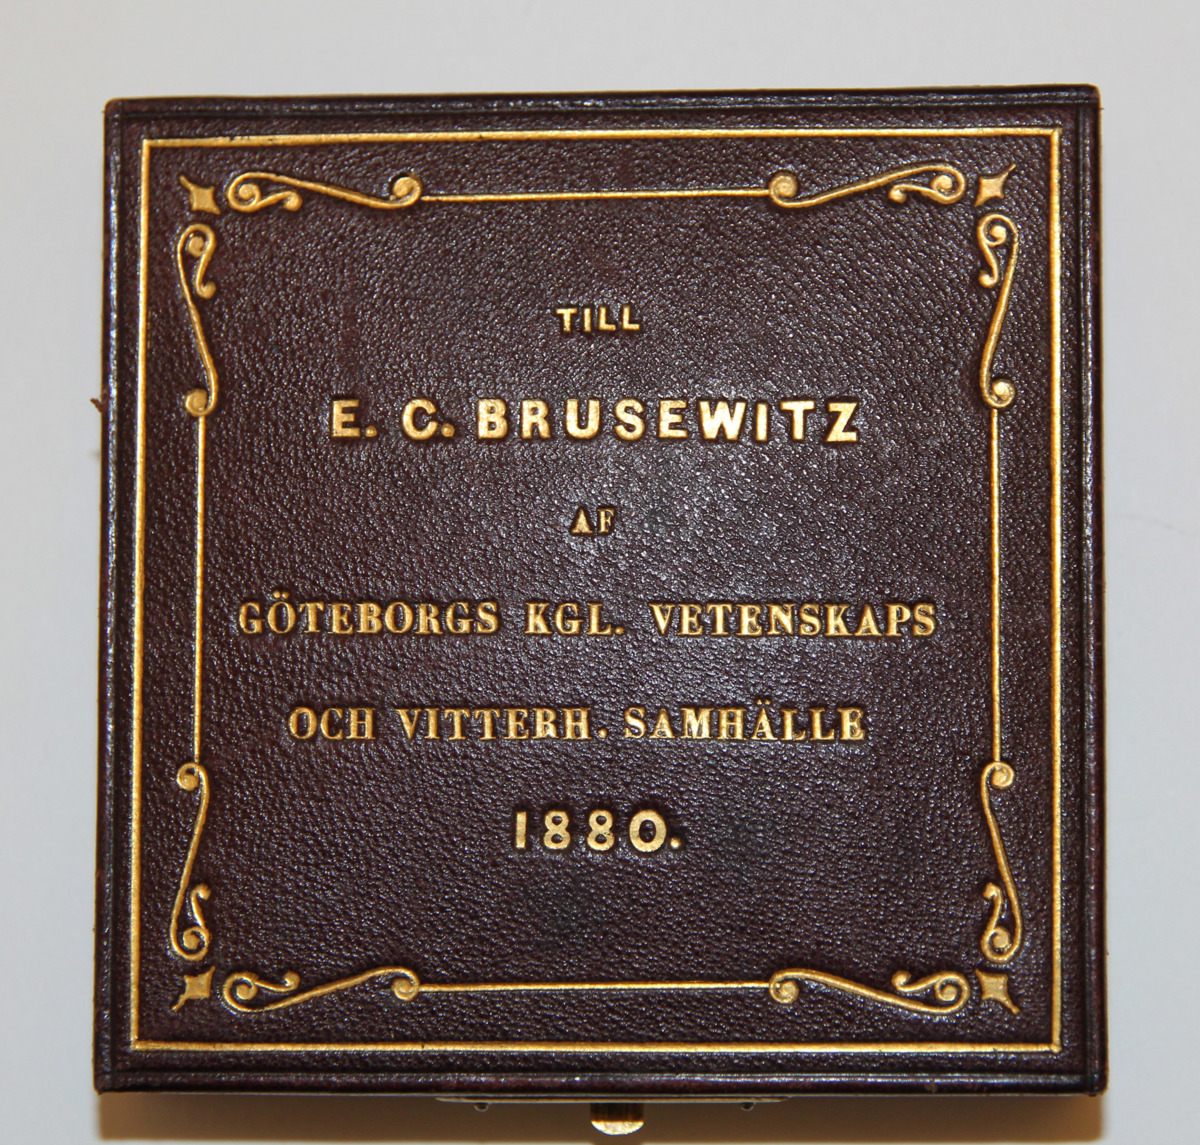 TILL
E. C. BRUSEWITZ
AF
GÖTEBORGS KGL. VETENSKAPS
OCH VITTERH. SAMHÄLLE
1880.